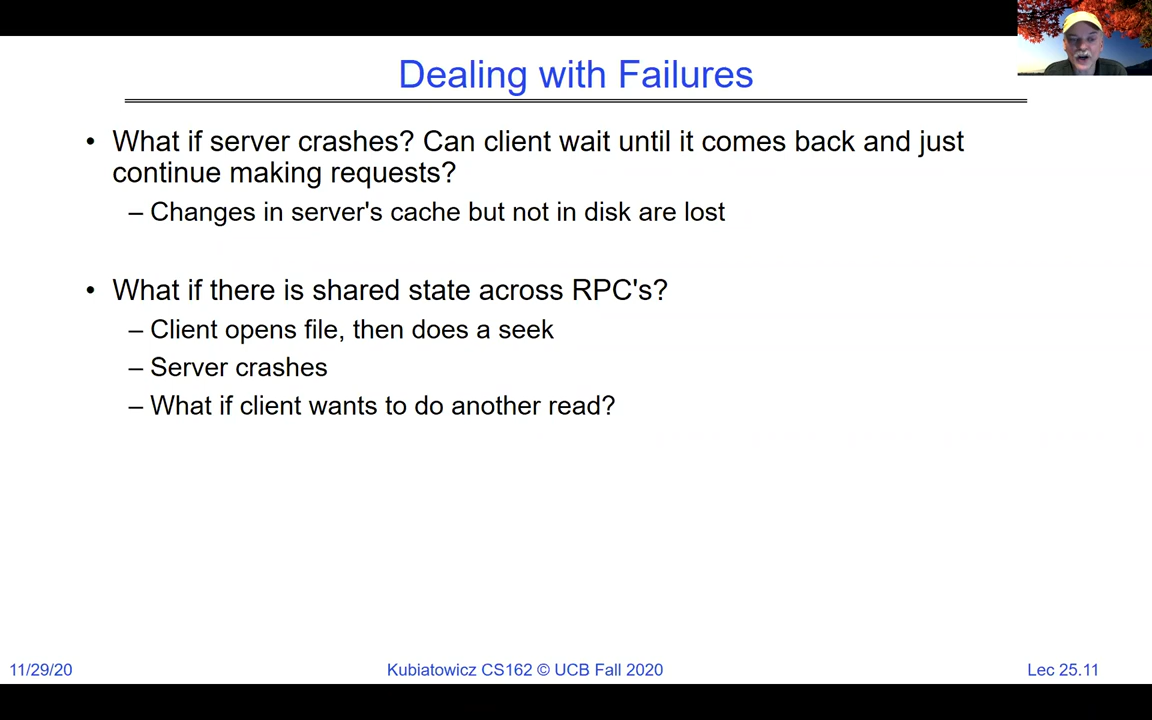 Dealing with Failures
• What if server crashes? Can client wait until it comes back and just
continue making requests?
– Changes in server's cache but not in disk are lost
• What if there is shared state across RPC's?
– Client opens file, then does a seek
– Server crashes
– What if client wants to do another read?
11/29/20
Kubiatowicz CS162 © UCB Fall 2020
Lec 25.11